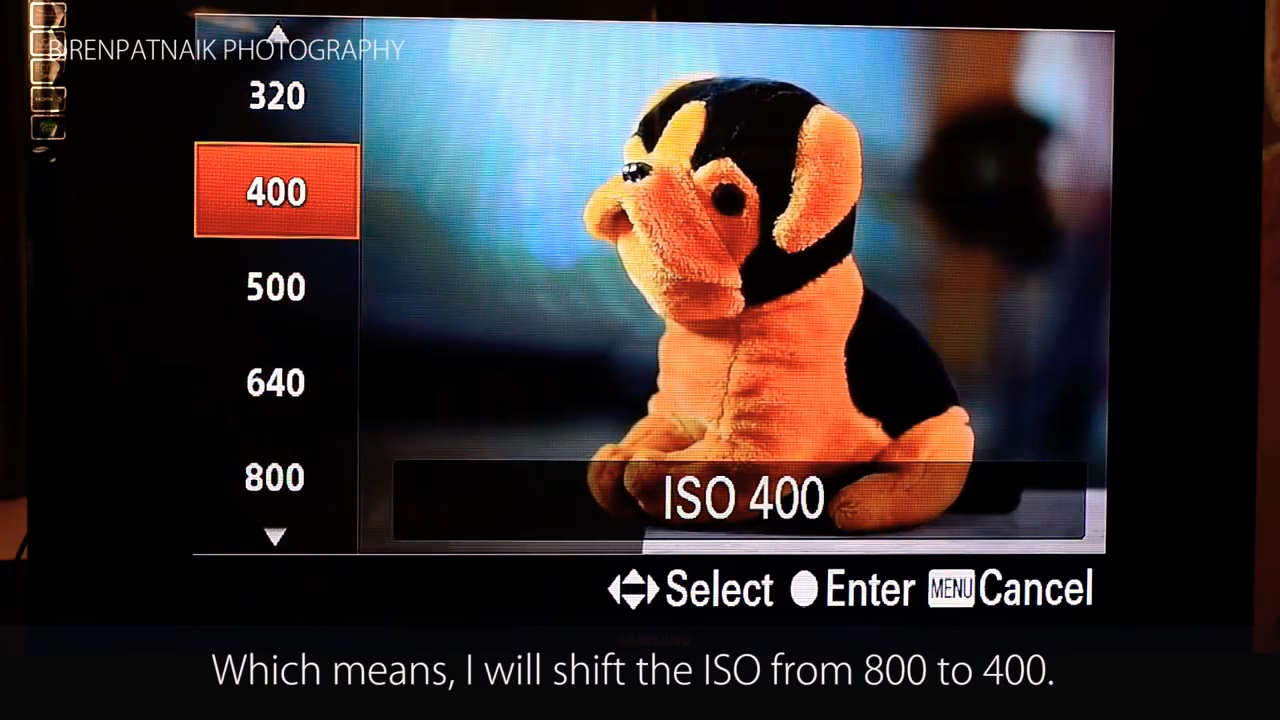 BIRENPATNAIK PHOTOGRAPHY
320
400
500
640
800
ISO 400
Select Enter MENU Cancel
SAMSUNG
Which means, I will shift the ISO from 800 to 400.